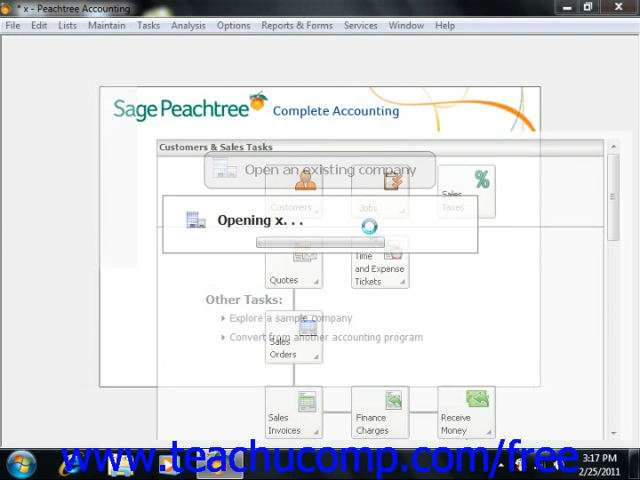 * x - Peachtree Accounting
File Edit Lists Maintain Tasks Analysis Options Reports & Forms Services Window Help
Sage Peachtree Complete Accounting
Customers & Sales Tasks
Open an existing company
Customers
Jobs
Sales
Taxes
Opening x. . .
Quotes
Time
and Expense
Tickets
Other Tasks:
Explore a sample company
Convert from another accounting program
Sales
Orders
Sales
Invoices
Finance
Charges
Receive
Money
www.teachucomp.com/free
3:17 PM
2/25/2011